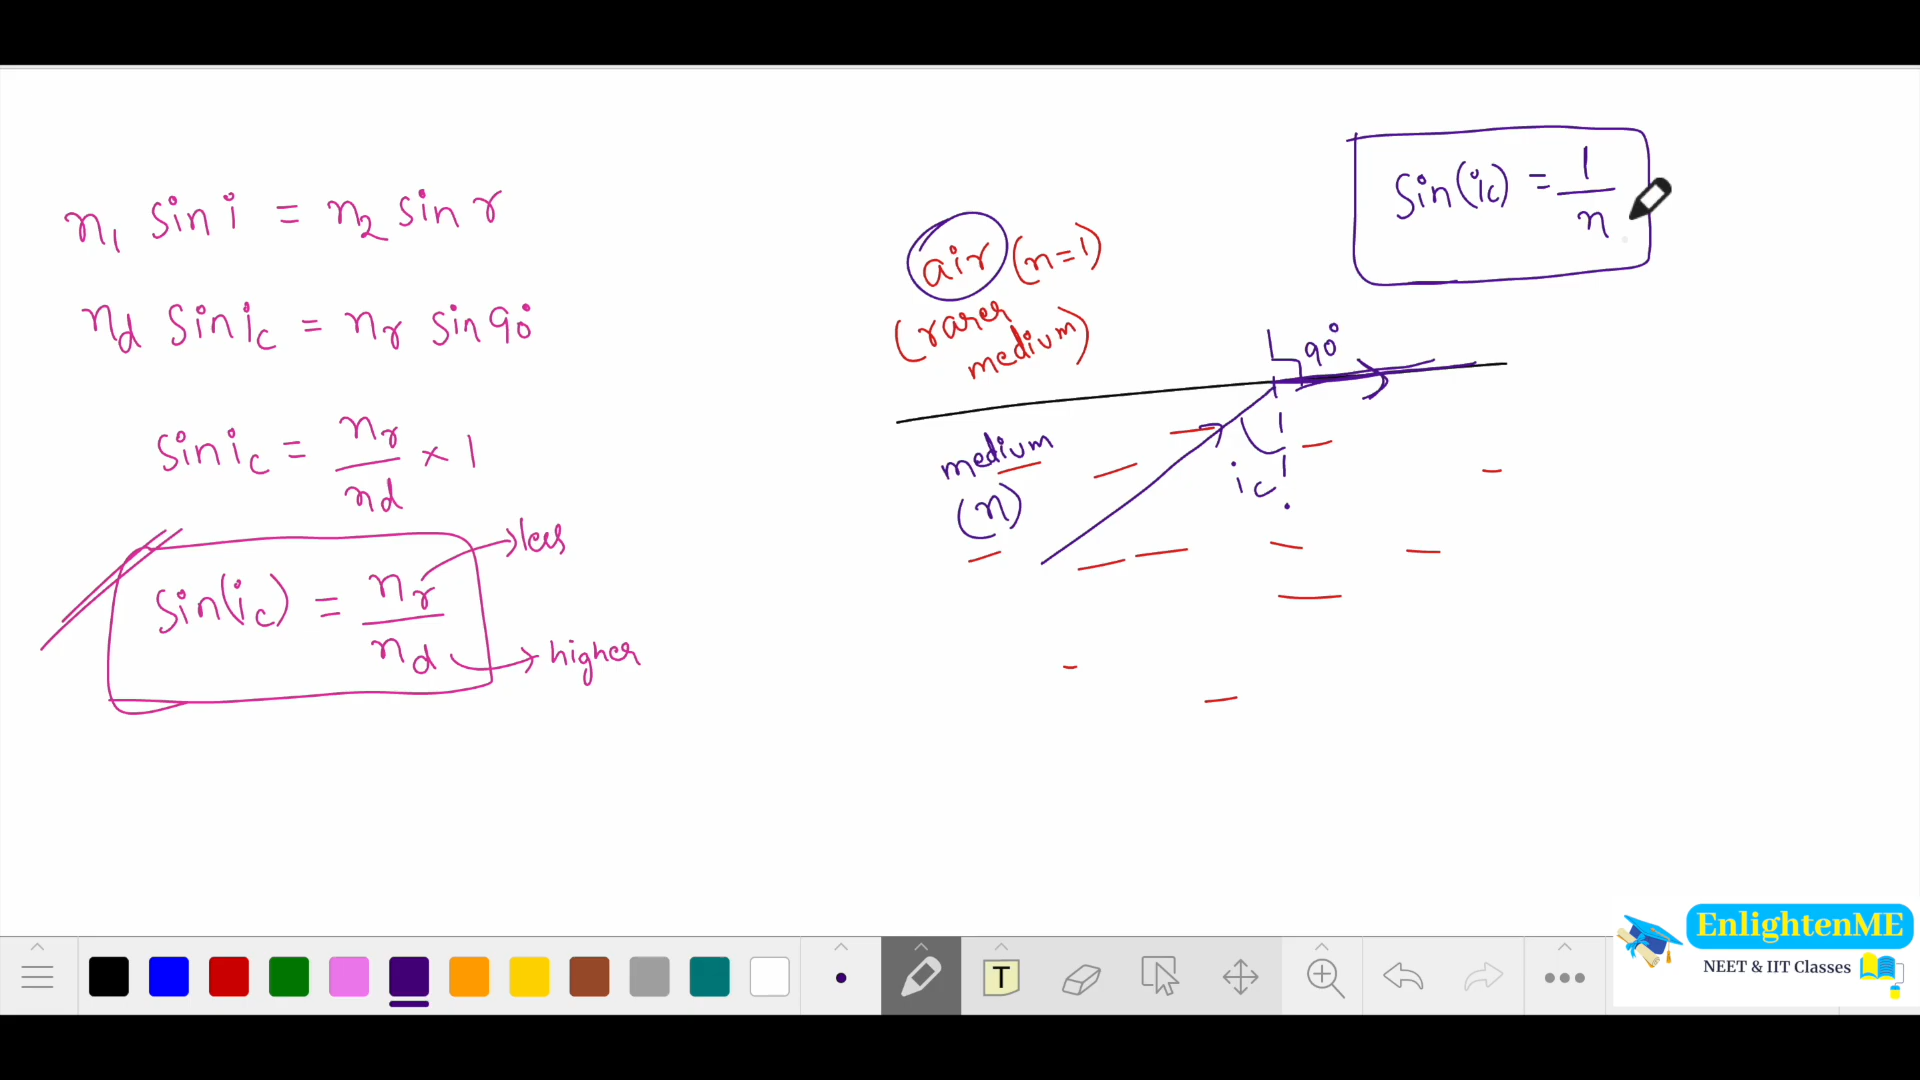 n₁ sin i = n₂ sin r
n_d sin i_c = n_r sin 90°
sin i_c = n_r/n_d × 1
sin(i_c) = n_r/n_d
less
higher
air (n=1)
(rarer
medium)
sin(i_c) = 1/n
90°
medium
(n)
i_c
T
EnlightenME
NEET & IIT Classes